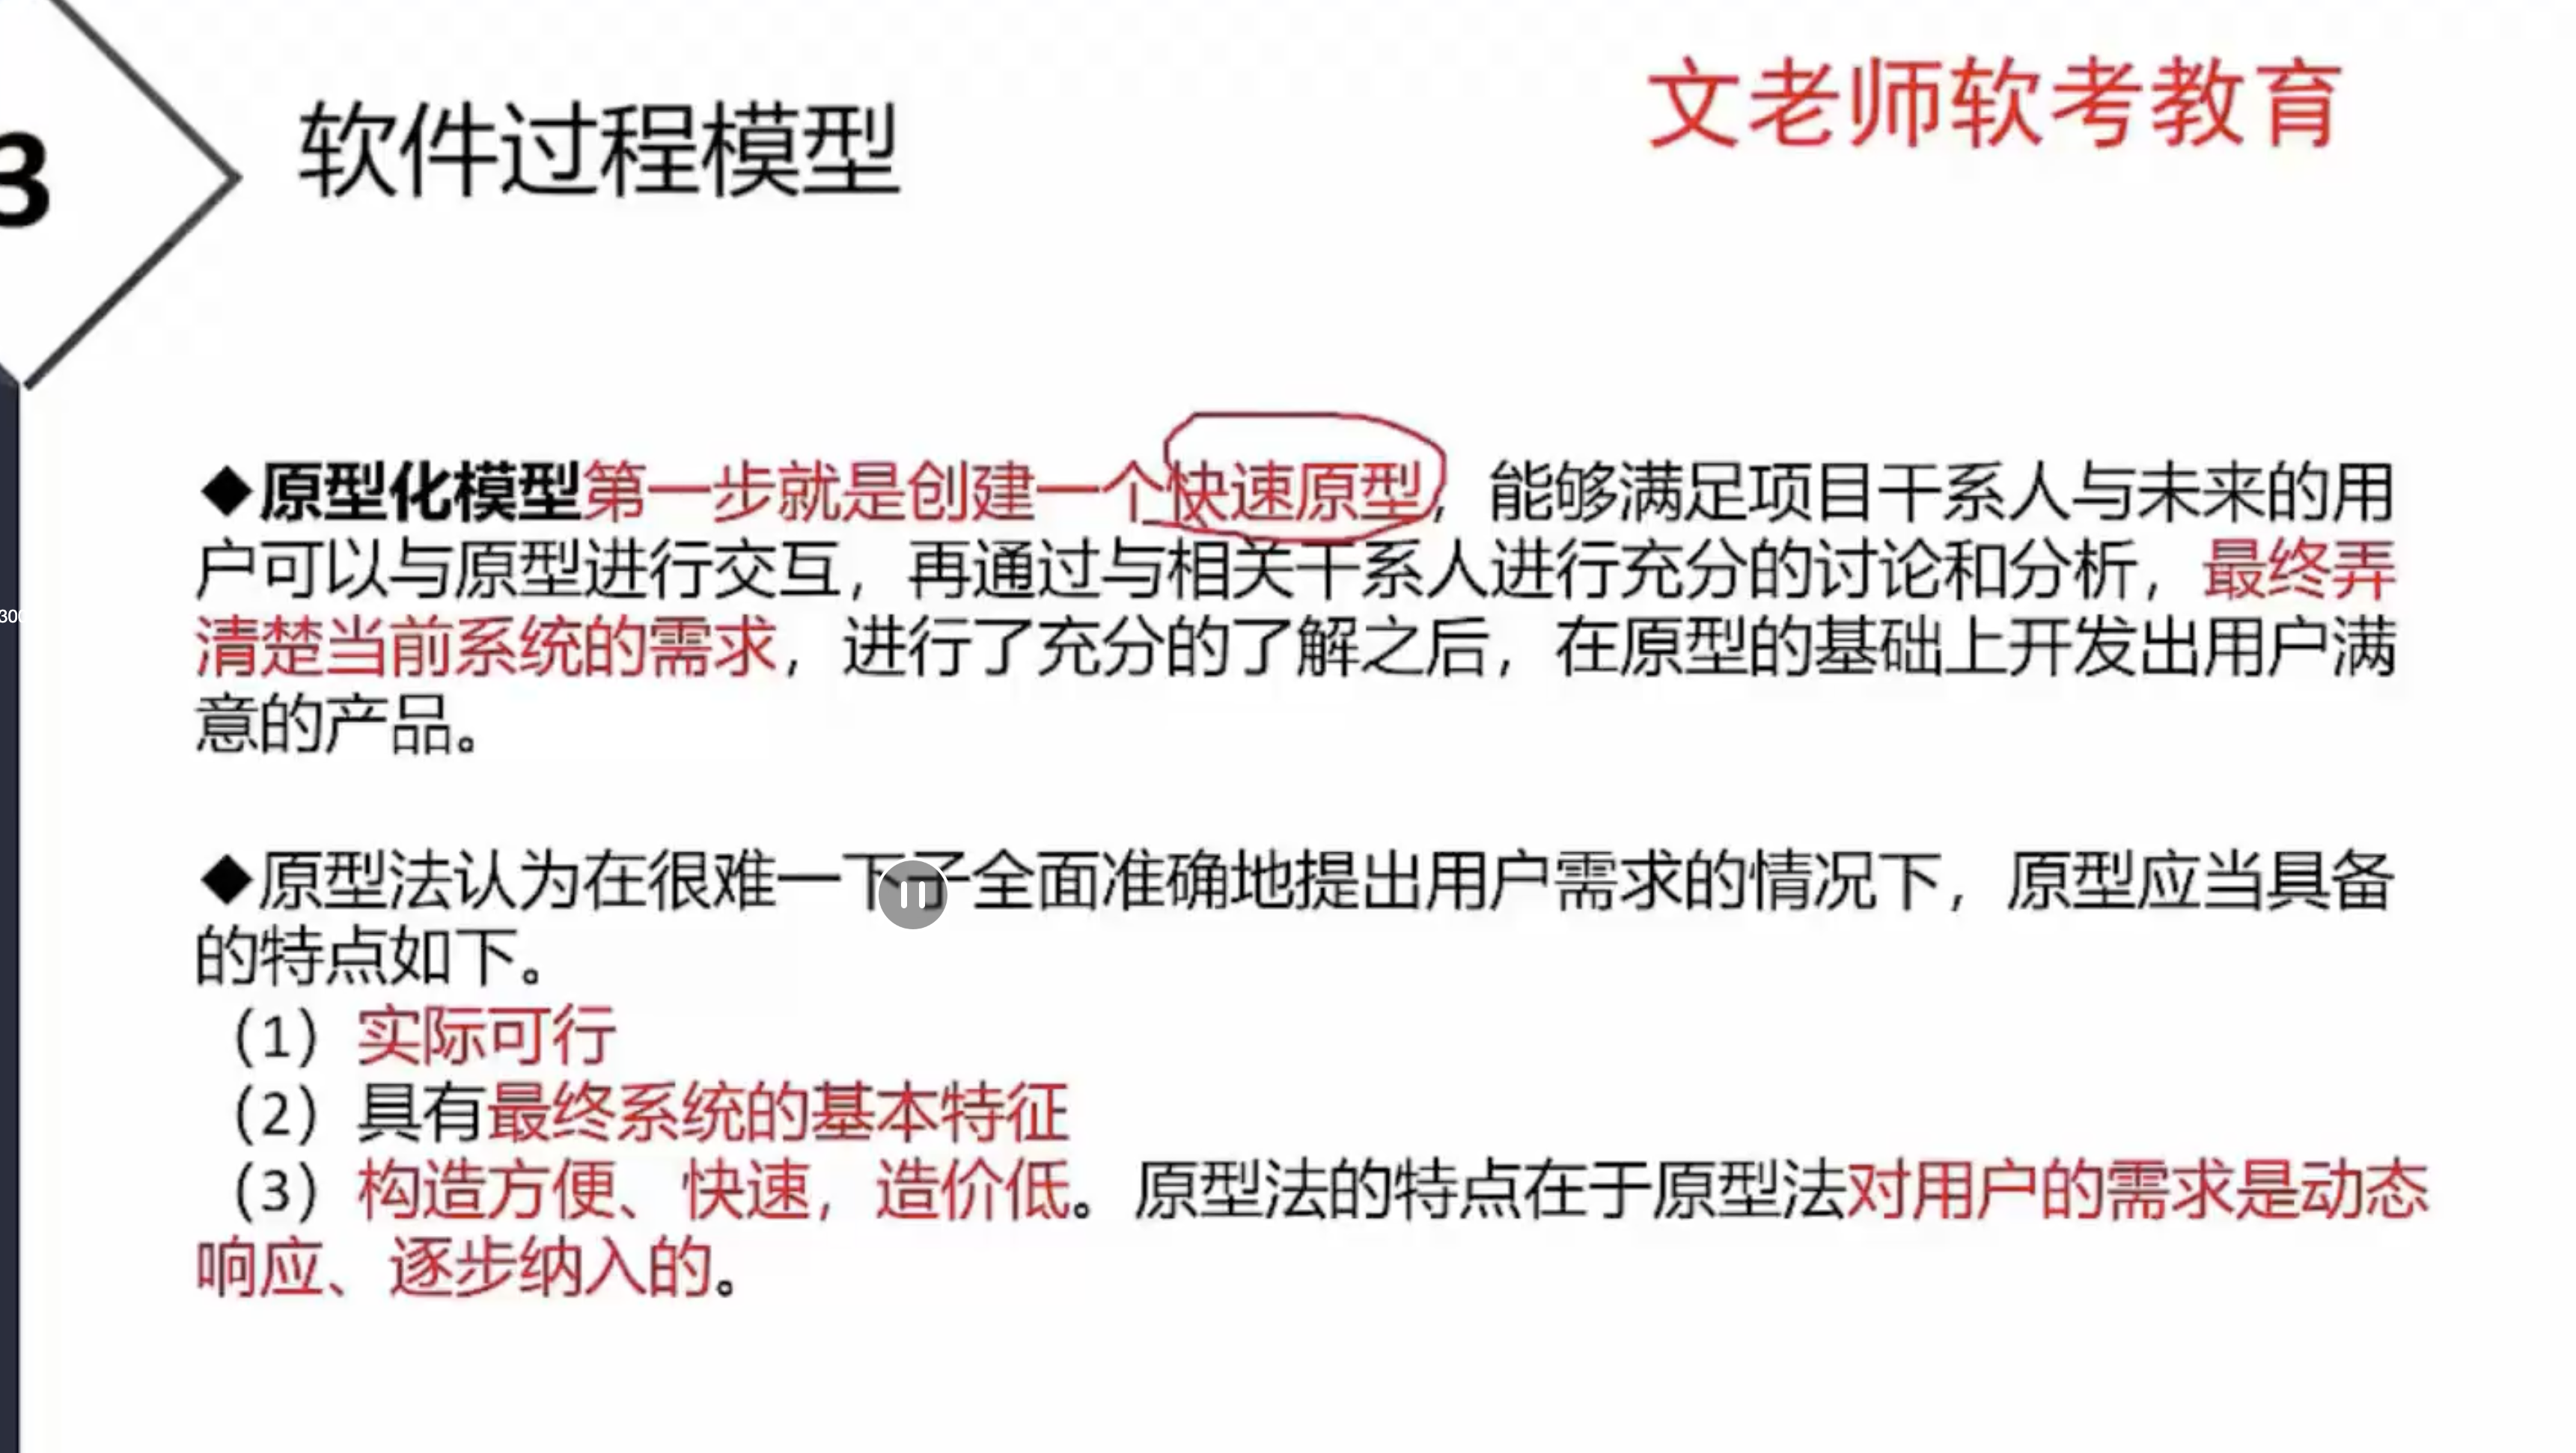 3
软件过程模型
文老师软考教育
◆原型化模型第一步就是创建一个快速原型，能够满足项目干系人与未来的用
户可以与原型进行交互，再通过与相关干系人进行充分的讨论和分析，最终弄
清楚当前系统的需求，进行了充分的了解之后，在原型的基础上开发出用户满
意的产品。
◆原型法认为在很难一下子全面准确地提出用户需求的情况下，原型应当具备
的特点如下。
（1）实际可行
（2）具有最终系统的基本特征
（3）构造方便、快速，造价低。原型法的特点在于原型法对用户的需求是动态
响应、逐步纳入的。